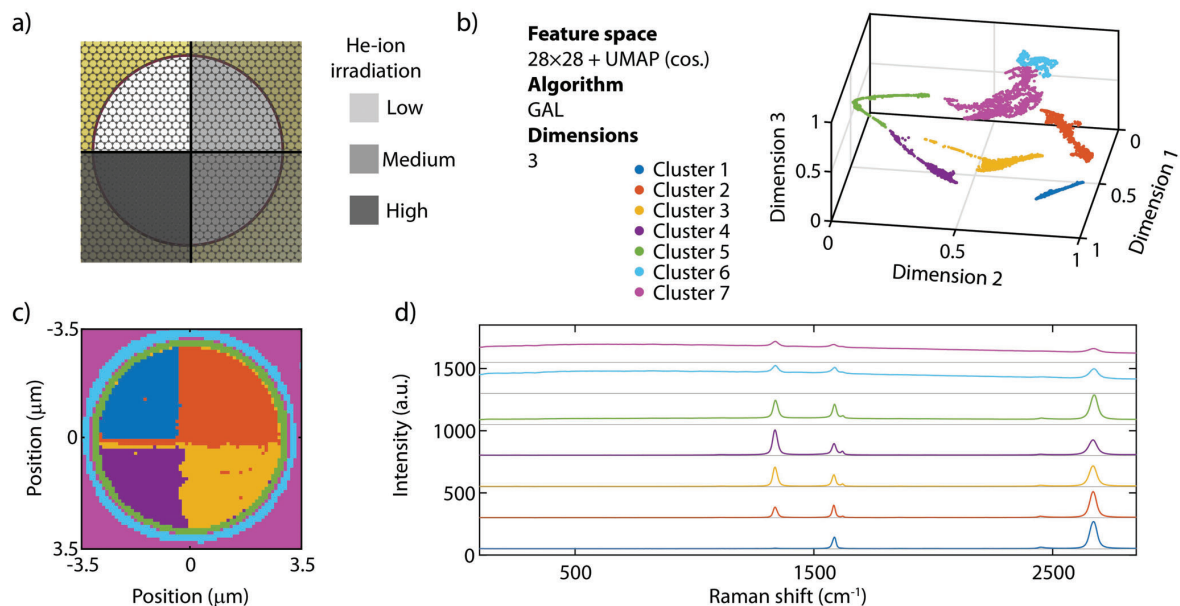 a)
He-ion
irradiation
Low
Medium
High
b)
Feature space
28×28 + UMAP (cos.)
Algorithm
GAL
Dimensions
3
Cluster 1
Cluster 2
Cluster 3
Cluster 4
Cluster 5
Cluster 6
Cluster 7
Dimension 3
1
0.5
0
0
0.5
1
Dimension 2
0
0.5
1
Dimension 1
c)
-3.5
0
3.5
Position (μm)
-3.5
0
3.5
Position (μm)
d)
1500
1000
500
0
Intensity (a.u.)
500
1500
2500
Raman shift (cm⁻¹)